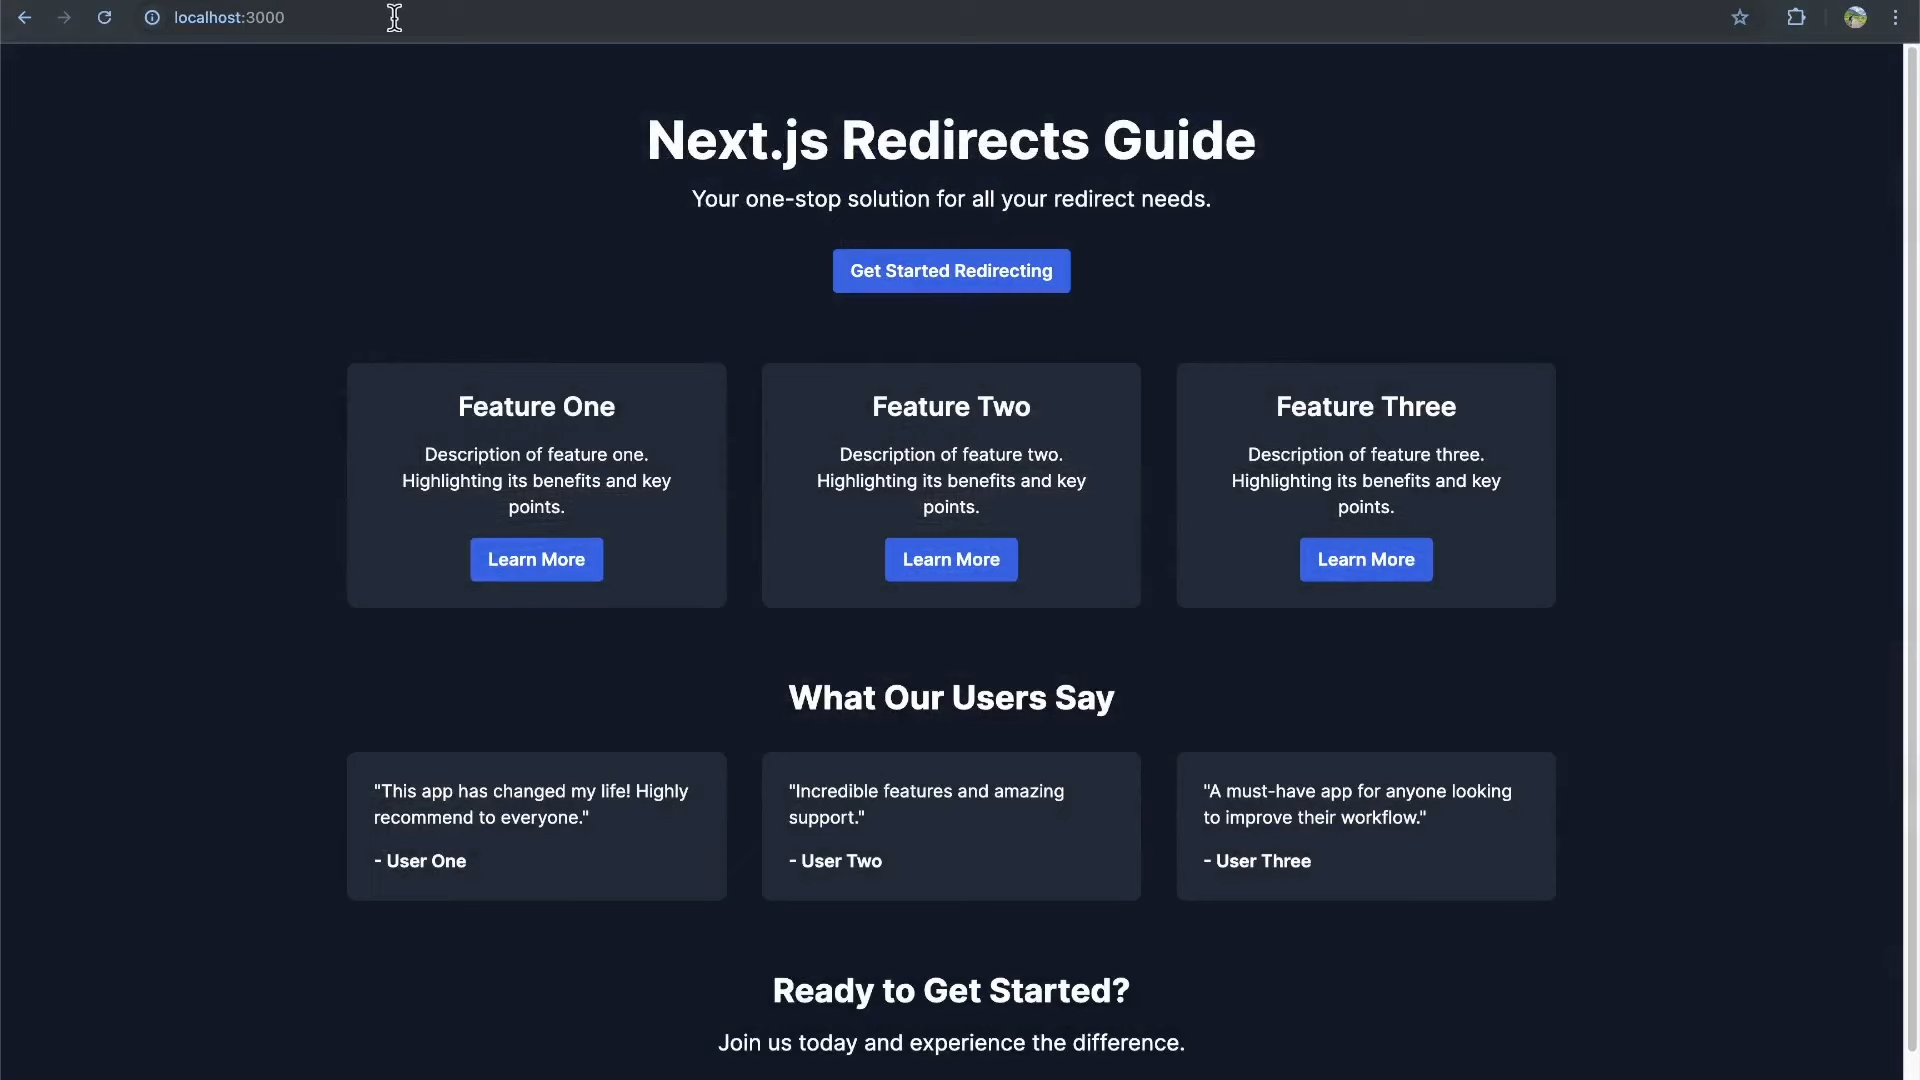 localhost:3000
Next.js Redirects Guide
Your one-stop solution for all your redirect needs.
Get Started Redirecting
Feature One
Description of feature one.
Highlighting its benefits and key
points.
Learn More
Feature Two
Description of feature two.
Highlighting its benefits and key
points.
Learn More
Feature Three
Description of feature three.
Highlighting its benefits and key
points.
Learn More
What Our Users Say
"This app has changed my life! Highly
recommend to everyone."
- User One
"Incredible features and amazing
support."
- User Two
"A must-have app for anyone looking
to improve their workflow."
- User Three
Ready to Get Started?
Join us today and experience the difference.